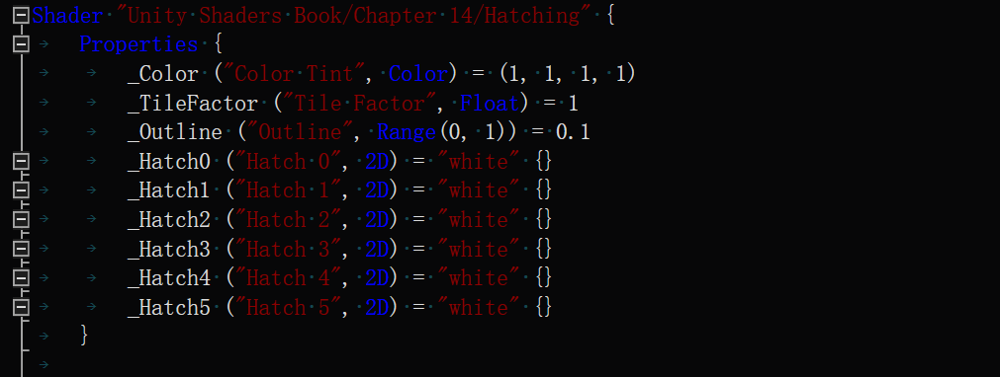 Shader "Unity Shaders Book/Chapter 14/Hatching" {
Properties {
_Color ("Color Tint", Color) = (1, 1, 1, 1)
_TileFactor ("Tile Factor", Float) = 1
_Outline ("Outline", Range(0, 1)) = 0.1
_Hatch0 ("Hatch 0", 2D) = "white" {}
_Hatch1 ("Hatch 1", 2D) = "white" {}
_Hatch2 ("Hatch 2", 2D) = "white" {}
_Hatch3 ("Hatch 3", 2D) = "white" {}
_Hatch4 ("Hatch 4", 2D) = "white" {}
_Hatch5 ("Hatch 5", 2D) = "white" {}
}